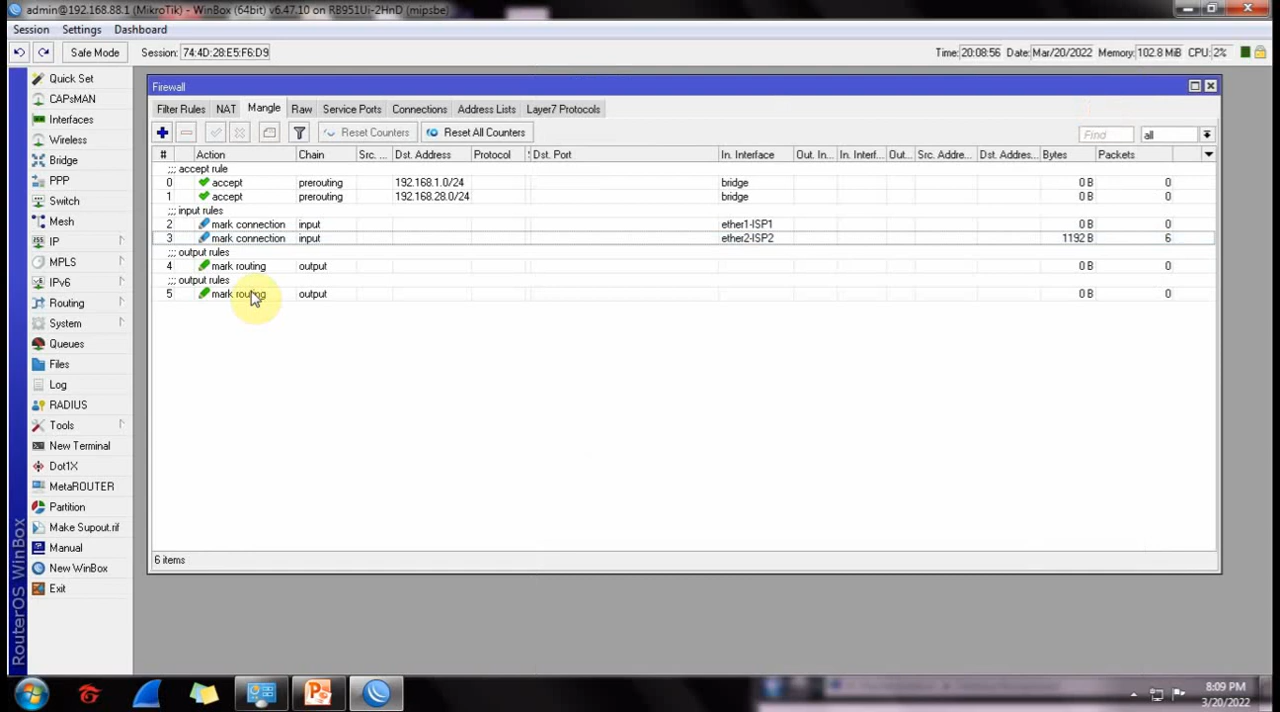 admin@192.168.88.1 (MikroTik) - WinBox (64bit) v6.47.10 on RB951Ui-2HnD (mipsbe)
Session Settings Dashboard
Safe Mode Session: 74:4D:28:E5:F6:D9 Time: 20:08:56 Date: Mar/20/2022 Memory: 102.8 MiB CPU: 2%
Quick Set
CAPsMAN
Interfaces
Wireless
Bridge
PPP
Switch
Mesh
IP
MPLS
IPv6
Routing
System
Queues
Files
Log
RADIUS
Tools
New Terminal
Dot1X
MetaROUTER
Partition
Make Supout.rif
Manual
New WinBox
Exit
RouterOS WinBox
Firewall
Filter Rules NAT Mangle Raw Service Ports Connections Address Lists Layer7 Protocols
Reset Counters Reset All Counters Find all
# Action Chain Src. ... Dst. Address Protocol Dst. Port In. Interface Out. In... In. Interf... Out... Src. Addre... Dst. Addres... Bytes Packets
;;; accept rule
0 accept prerouting 192.168.1.0/24 bridge 0 B 0
1 accept prerouting 192.168.28.0/24 bridge 0 B 0
;;; input rules
2 mark connection input ether1-ISP1 0 B 0
3 mark connection input ether2-ISP2 1192 B 6
;;; output rules
4 mark routing output 0 B 0
;;; output rules
5 mark routing output 0 B 0
6 items
8:09 PM
3/20/2022